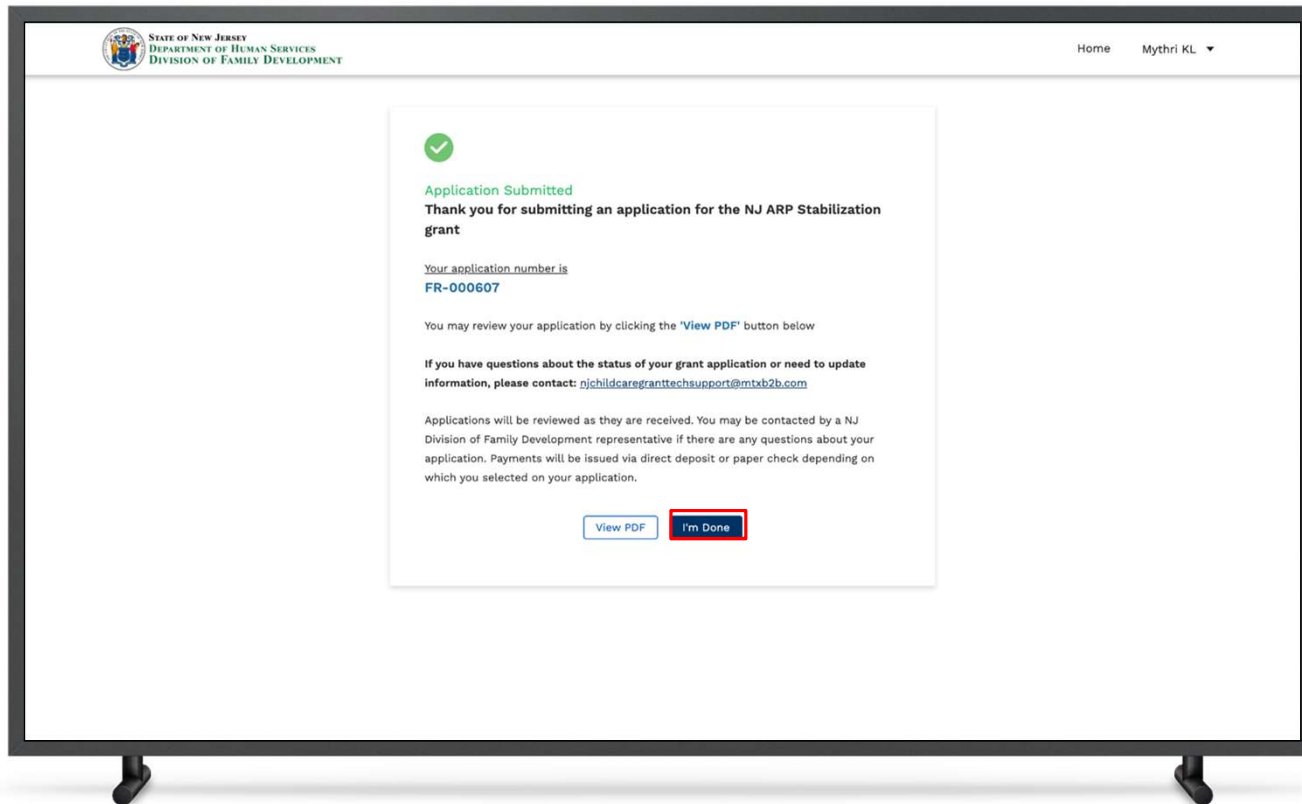 STATE OF NEW JERSEY
DEPARTMENT OF HUMAN SERVICES
DIVISION OF FAMILY DEVELOPMENT
Home Mythri KL
Application Submitted
Thank you for submitting an application for the NJ ARP Stabilization
grant
Your application number is
FR-000607
You may review your application by clicking the 'View PDF' button below
If you have questions about the status of your grant application or need to update
information, please contact: njchildcaregranttechsupport@mtxb2b.com
Applications will be reviewed as they are received. You may be contacted by a NJ
Division of Family Development representative if there are any questions about your
application. Payments will be issued via direct deposit or paper check depending on
which you selected on your application.
View PDF I'm Done